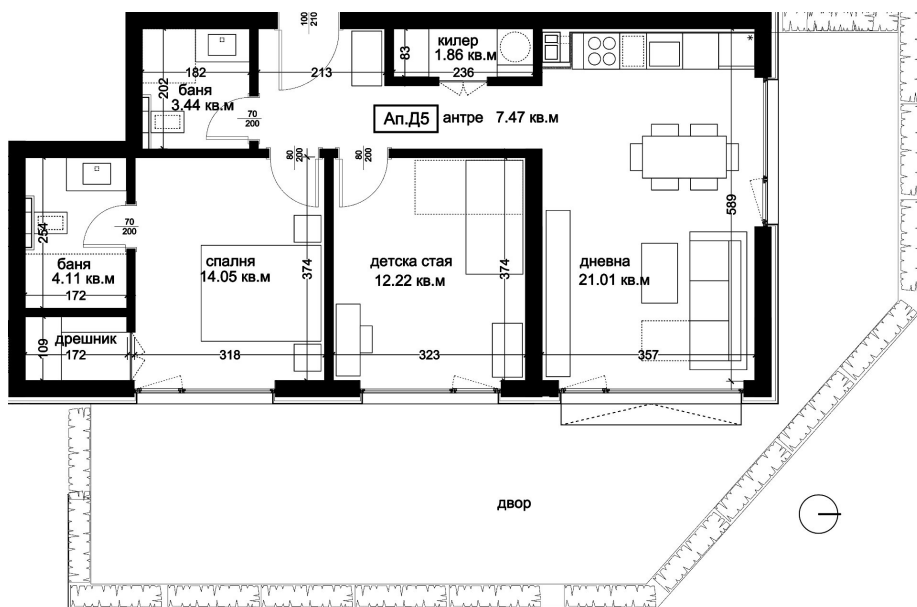 100
210
килер
1.86 кв.м
83
236
182
213
баня
3.44 кв.м
202
70
200
Ап.Д5
антре 7.47 кв.м
*
80
200
80
200
589
254
70
200
баня
4.11 кв.м
172
спалня
14.05 кв.м
374
детска стая
12.22 кв.м
374
дневна
21.01 кв.м
дрешник
109
172
318
323
357
двор